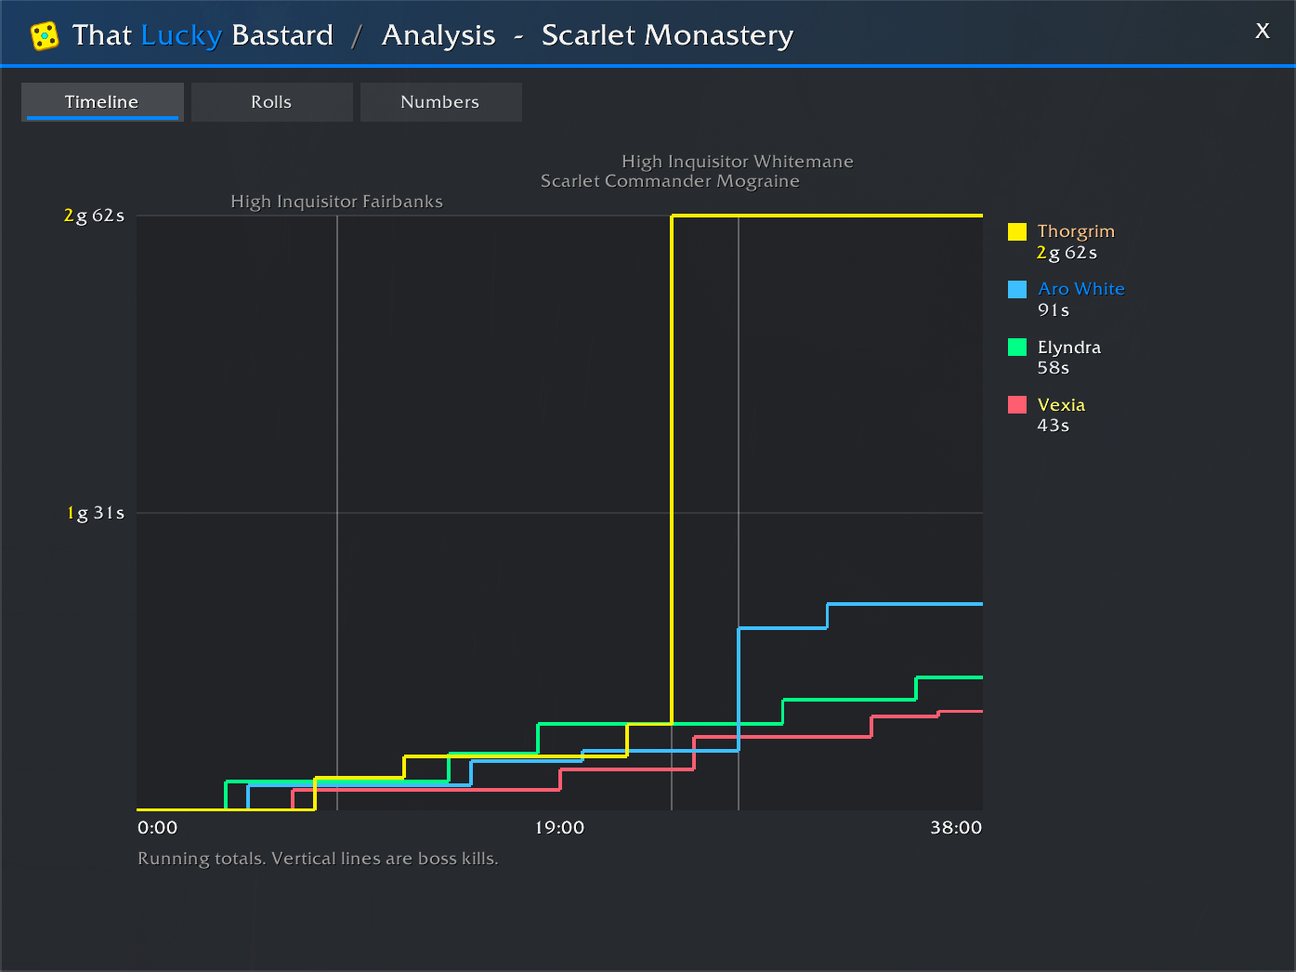 That Lucky Bastard / Analysis - Scarlet Monastery
X
Timeline
Rolls
Numbers
High Inquisitor Whitemane
Scarlet Commander Mograine
High Inquisitor Fairbanks
2g 62s
1g 31s
Thorgrim
2g 62s
Aro White
91s
Elyndra
58s
Vexia
43s
0:00
19:00
38:00
Running totals. Vertical lines are boss kills.